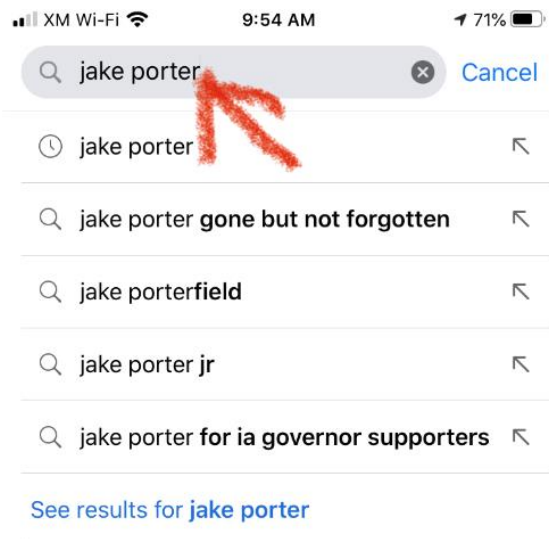 XM Wi-Fi 9:54 AM 71%
jake porter Cancel
jake porter
jake porter gone but not forgotten
jake porterfield
jake porter jr
jake porter for ia governor supporters
See results for jake porter